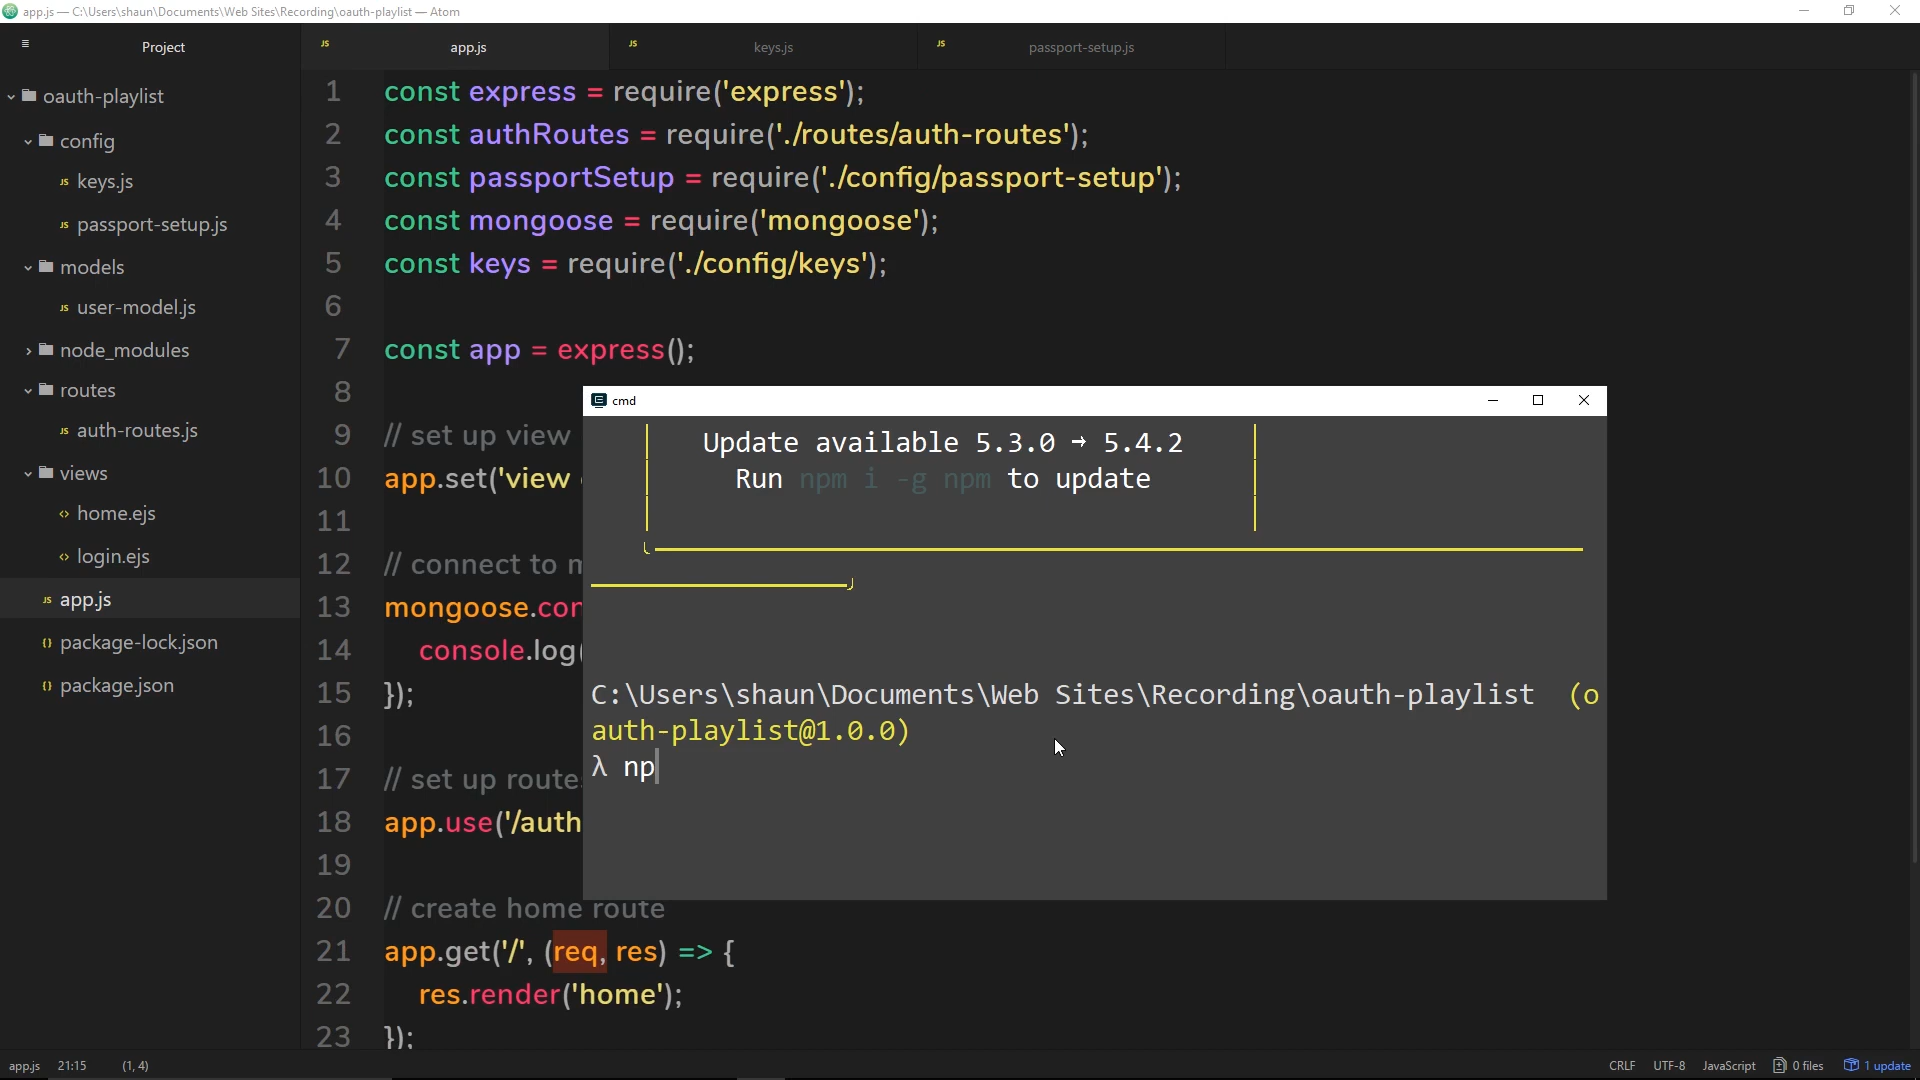 app.js — C:\Users\shaun\Documents\Web Sites\Recording\oauth-playlist — Atom
Project
app.js
keys.js
passport-setup.js
oauth-playlist
config
keys.js
passport-setup.js
models
user-model.js
node_modules
routes
auth-routes.js
views
home.ejs
login.ejs
app.js
package-lock.json
package.json
1 const express = require('express');
2 const authRoutes = require('./routes/auth-routes');
3 const passportSetup = require('./config/passport-setup');
4 const mongoose = require('mongoose');
5 const keys = require('./config/keys');
6
7 const app = express();
8
9 // set up view
10 app.set('view
11
12 // connect to m
13 mongoose.con
14 console.log(
15 });
16
17 // set up routes
18 app.use('/auth
19
20 // create home route
21 app.get('/', (req, res) => {
22 res.render('home');
23 });
cmd
Update available 5.3.0 → 5.4.2
Run npm i -g npm to update
C:\Users\shaun\Documents\Web Sites\Recording\oauth-playlist (o
auth-playlist@1.0.0)
λ np
app.js 21:15 (1, 4)
CRLF UTF-8 JavaScript 0 files 1 update